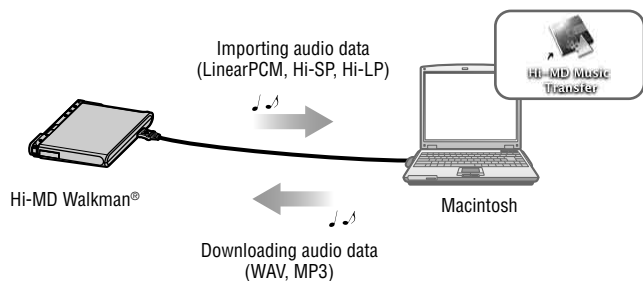 Importing audio data
(LinearPCM, Hi-SP, Hi-LP)
Hi-MD Music
Transfer
Hi-MD Walkman®
Macintosh
Downloading audio data
(WAV, MP3)